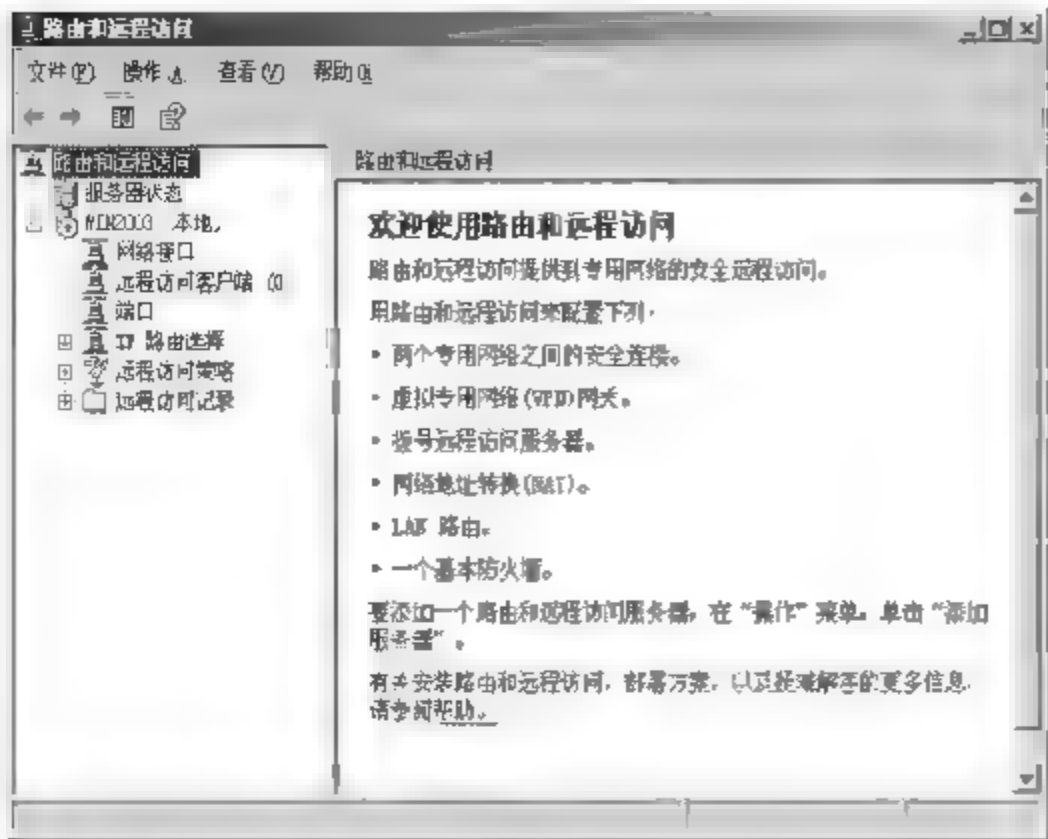 路由和远程访问
文件(F) 操作(A) 查看(V) 帮助(H)
路由和远程访问
服务器状态
WIN2003 (本地)
网络接口
远程访问客户端 (0)
端口
IP 路由选择
远程访问策略
远程访问记录
路由和远程访问
欢迎使用路由和远程访问
路由和远程访问提供到专用网络的安全远程访问。
用路由和远程访问来配置下列:
• 两个专用网络之间的安全连接。
• 虚拟专用网络(VPN)网关。
• 拨号远程访问服务器。
• 网络地址转换(NAT)。
• LAN 路由。
• 一个基本防火墙。
要添加一个路由和远程访问服务器，在“操作”菜单，单击“添加
服务器”。
有关安装路由和远程访问，部署方案，以及疑难解答的更多信息，
请参阅帮助。